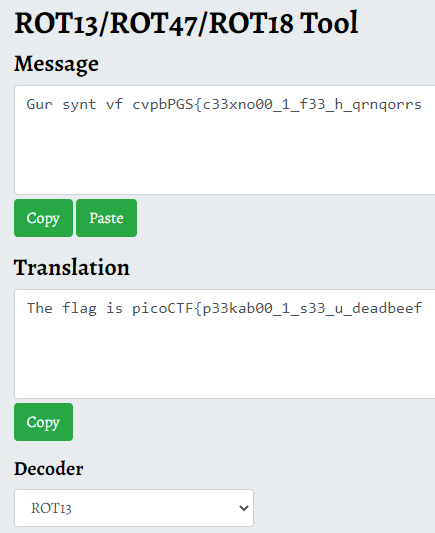 ROT13/ROT47/ROT18 Tool
Message
Gur synt vf cvpbPGS{c33xno00_1_f33_h_qrnqorrs
Copy Paste
Translation
The flag is picoCTF{p33kab00_1_s33_u_deadbeef
Copy
Decoder
ROT13